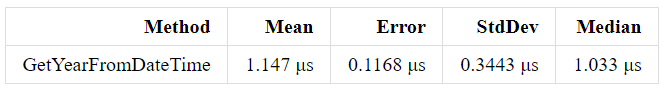 Method Mean Error StdDev Median
GetYearFromDateTime 1.147 μs 0.1168 μs 0.3443 μs 1.033 μs